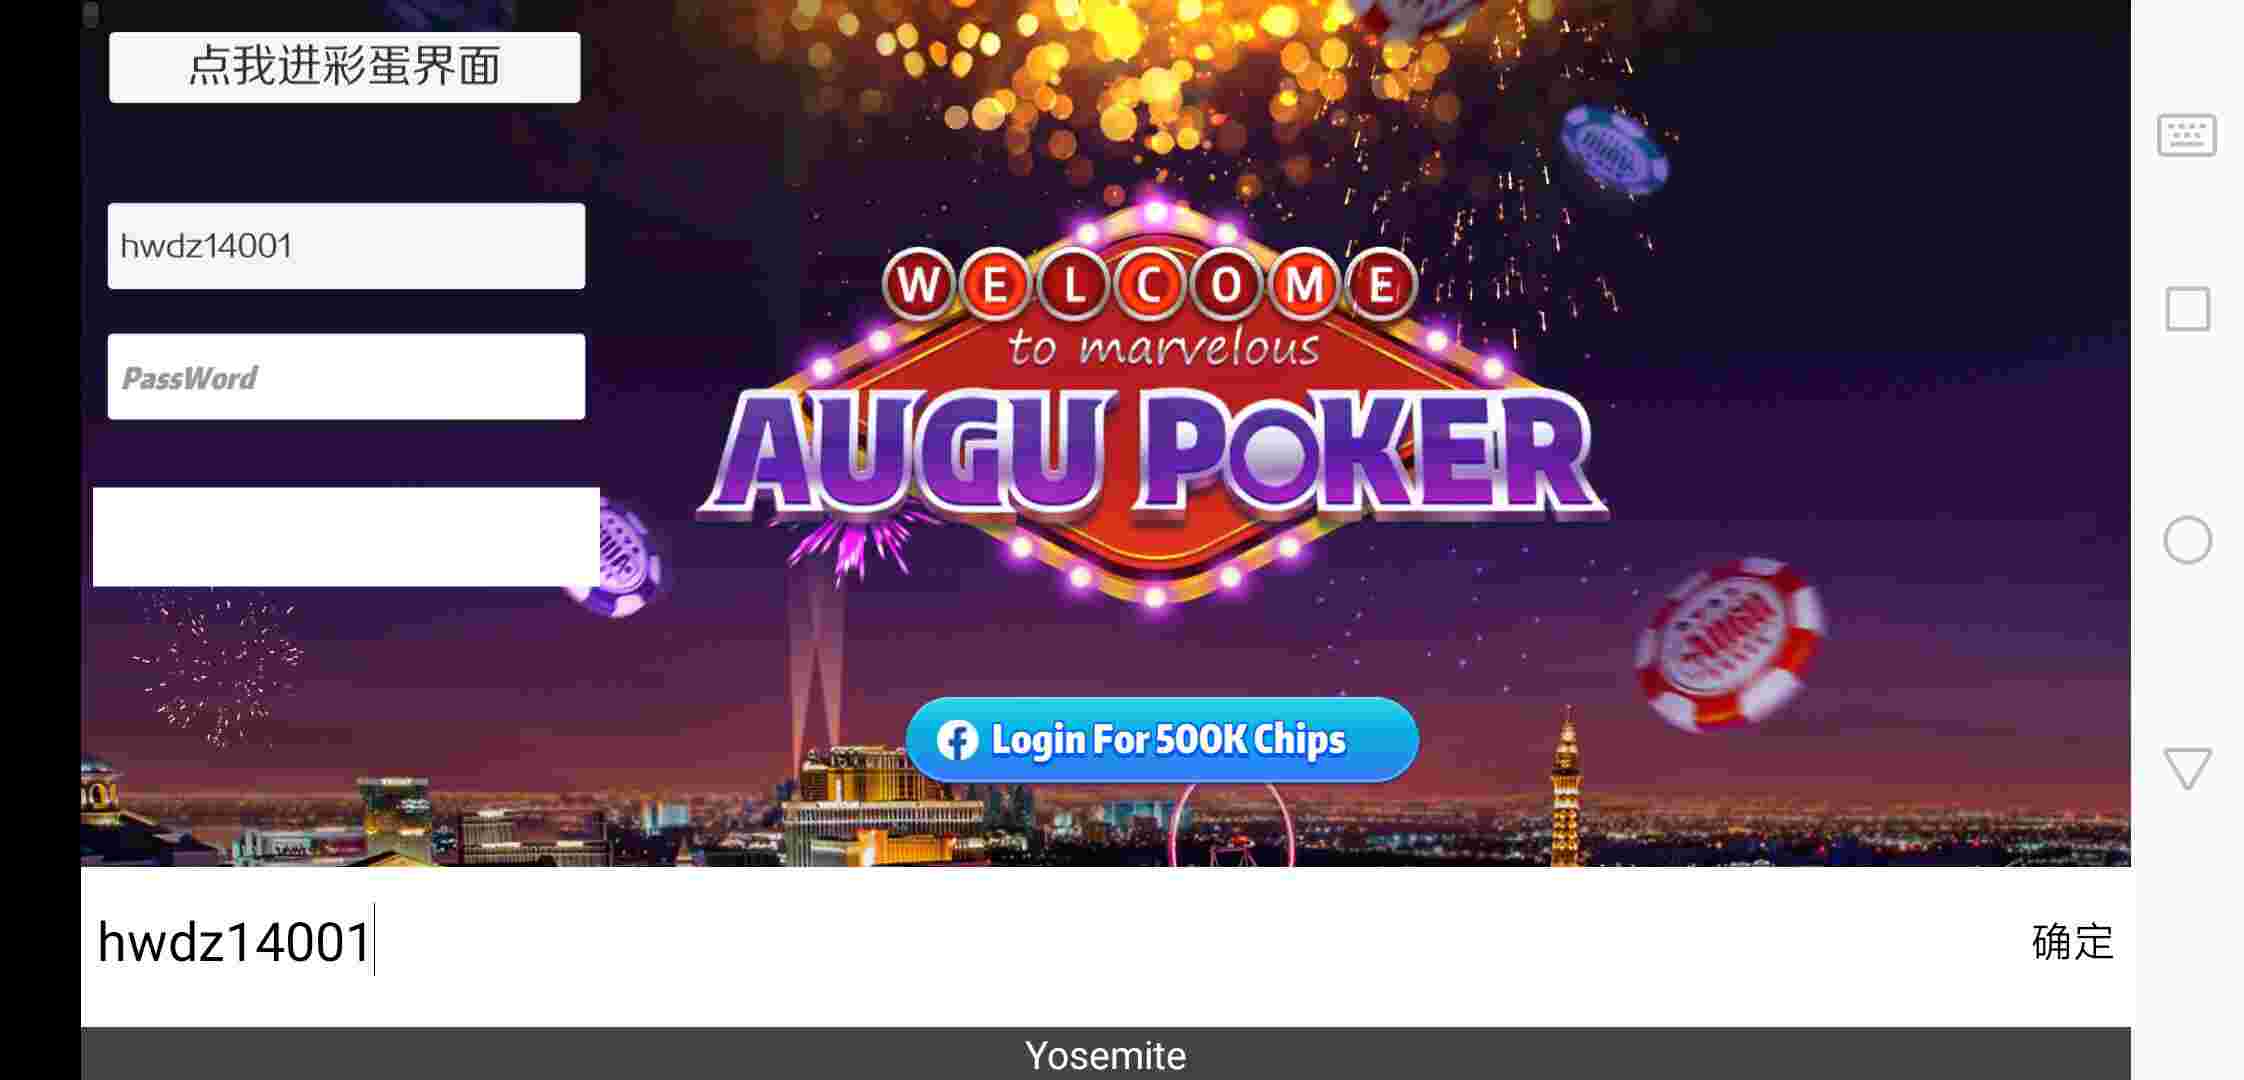 点我进彩蛋界面
hwdz14001
PassWord
WELCOME
to marvelous
AUGU POKER
Login For 500K Chips
hwdz14001
确定
Yosemite